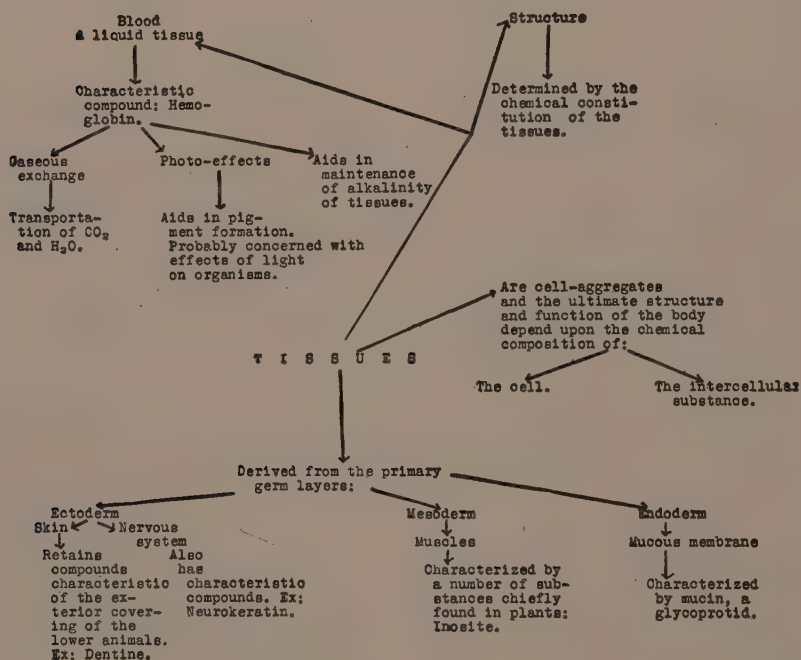 Blood
A liquid tissue
Characteristic
compound: Hemo-
globin.
Gaseous
exchange
Transporta-
tion of CO₂
and H₂O.
Photo-effects
Aids in pig-
ment formation.
Probably concerned with
effects of light
on organisms.
Aids in
maintenance
of alkalinity
of tissues.
Structure
Determined by the
chemical consti-
tution of the
tissues.
Are cell-aggregates
and the ultimate structure
and function of the body
depend upon the chemical
composition of:
The cell.
The intercellular
substance.
T I S S U E S
Derived from the primary
germ layers:
Ectoderm
Skin
Retains
compounds
characteristic
of the ex-
terior cover-
ing of the
lower animals.
Ex: Dentine.
Nervous
system
Also
has
characteristic
compounds. Ex:
Neurokeratin.
Mesoderm
Muscles
Characterized by
a number of sub-
stances chiefly
found in plants:
Inosite.
Endoderm
Mucous membrane
Characterized
by mucin, a
glycoprotid.